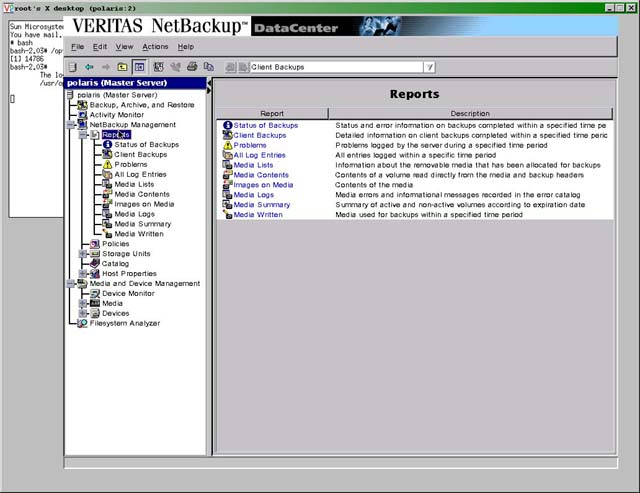 root's X desktop (polaris:2)
Sun Microsys
You have mail.
# bash
bash-2.03# /op
[1] 14786
bash-2.03#
The lo
/usr/o
VERITAS NetBackup™ DataCenter
File Edit View Actions Help
Client Backups
polaris (Master Server)
polaris (Master Server)
Backup, Archive, and Restore
Activity Monitor
NetBackup Management
Reports
Status of Backups
Client Backups
Problems
All Log Entries
Media Lists
Media Contents
Images on Media
Media Logs
Media Summary
Media Written
Policies
Storage Units
Catalog
Host Properties
Media and Device Management
Device Monitor
Media
Devices
Filesystem Analyzer
Reports
Report Description
Status of Backups Status and error information on backups completed within a specified time pe
Client Backups Detailed information on client backups completed within a specified time peric
Problems Problems logged by the server during a specified time period
All Log Entries All entries logged within a specific time period
Media Lists Information about the removable media that has been allocated for backups
Media Contents Contents of a volume read directly from the media and backup headers
Images on Media Contents of the media
Media Logs Media errors and informational messages recorded in the error catalog
Media Summary Summary of active and non-active volumes according to expiration date
Media Written Media used for backups within a specified time period